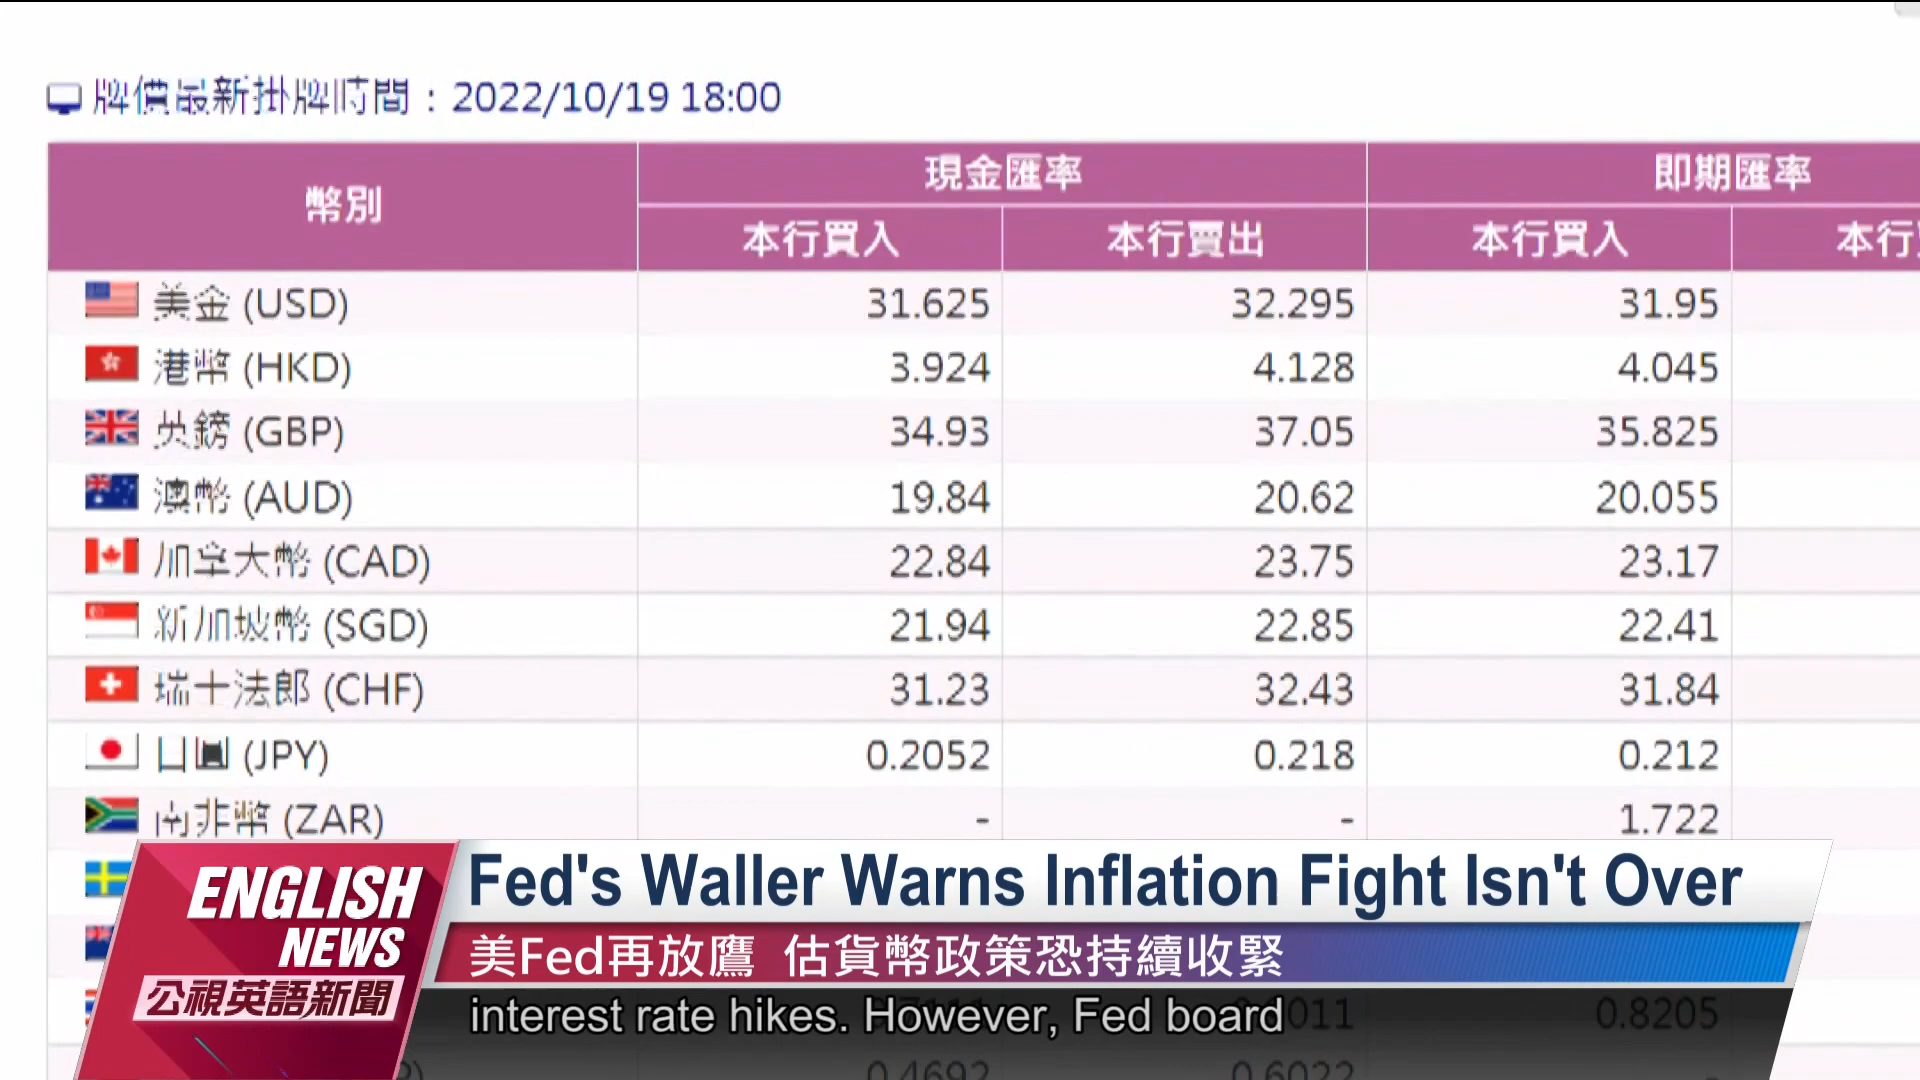 牌價最新掛牌時間：2022/10/19 18:00
幣別 現金匯率 即期匯率
本行買入 本行賣出 本行買入 本行
美金 (USD) 31.625 32.295 31.95
港幣 (HKD) 3.924 4.128 4.045
英鎊 (GBP) 34.93 37.05 35.825
澳幣 (AUD) 19.84 20.62 20.055
加拿大幣 (CAD) 22.84 23.75 23.17
新加坡幣 (SGD) 21.94 22.85 22.41
瑞士法郎 (CHF) 31.23 32.43 31.84
日圓 (JPY) 0.2052 0.218 0.212
南非幣 (ZAR) - - 1.722
0.8205
0.4692 0.6022 -
ENGLISH
NEWS
公視英語新聞
Fed's Waller Warns Inflation Fight Isn't Over
美Fed再放鷹 估貨幣政策恐持續收緊
interest rate hikes. However, Fed board